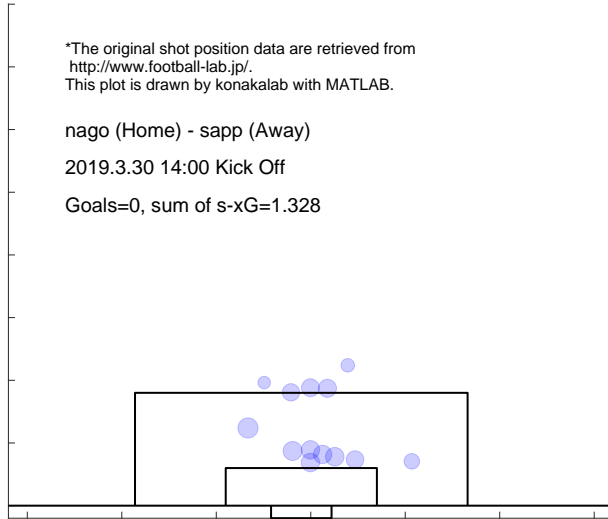 *The original shot position data are retrieved from
http://www.football-lab.jp/.
This plot is drawn by konakalab with MATLAB.
nago (Home) - sapp (Away)
2019.3.30 14:00 Kick Off
Goals=0, sum of s-xG=1.328